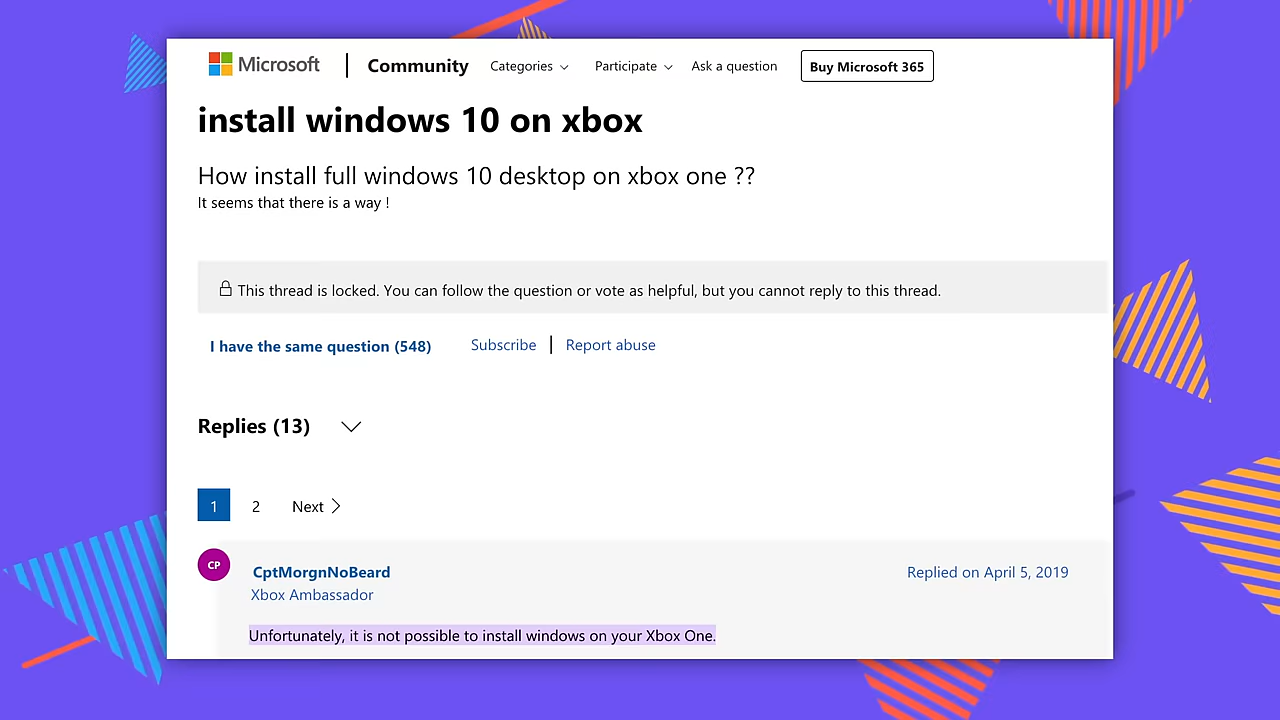 Microsoft | Community Categories Participate Ask a question Buy Microsoft 365
install windows 10 on xbox
How install full windows 10 desktop on xbox one ??
It seems that there is a way !
This thread is locked. You can follow the question or vote as helpful, but you cannot reply to this thread.
I have the same question (548) Subscribe | Report abuse
Replies (13)
1 2 Next
CP CptMorgnNoBeard Replied on April 5, 2019
Xbox Ambassador
Unfortunately, it is not possible to install windows on your Xbox One.